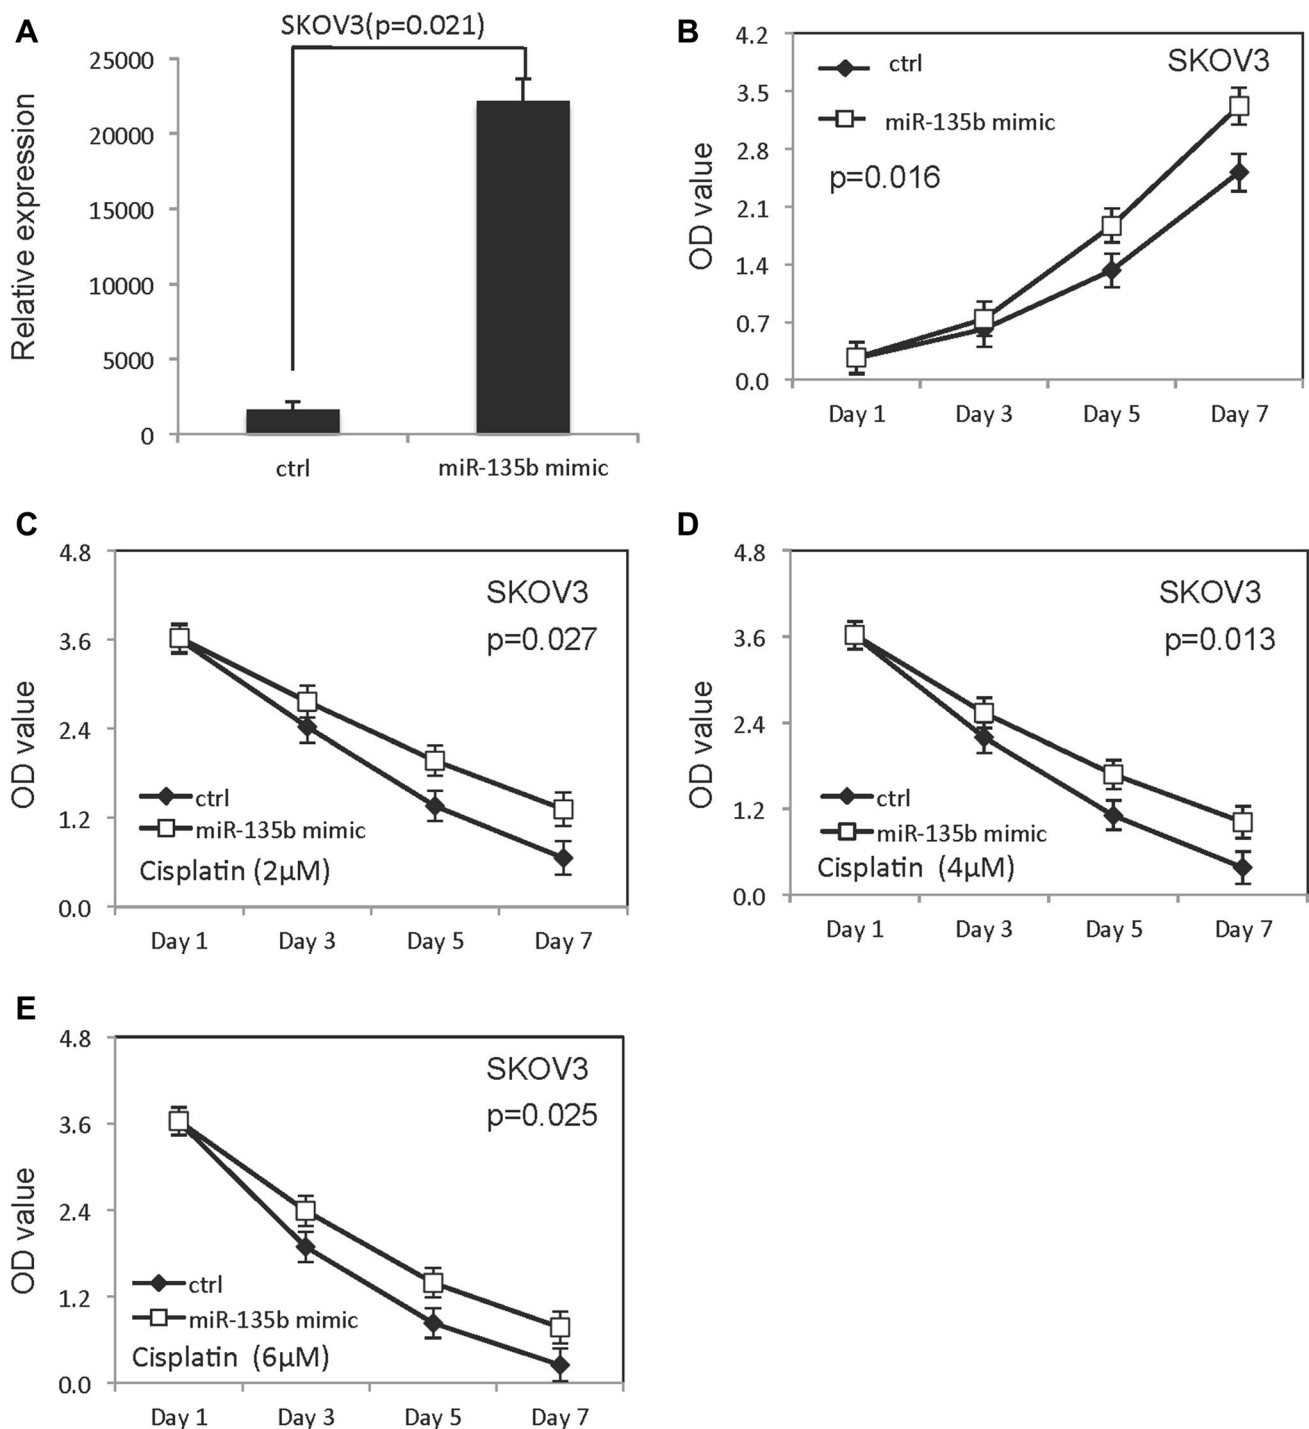 A
SKOV3(p=0.021)
Relative expression
25000
20000
15000
10000
5000
0
ctrl
miR-135b mimic
B
SKOV3
ctrl
miR-135b mimic
p=0.016
OD value
4.2
3.5
2.8
2.1
1.4
0.7
0.0
Day 1
Day 3
Day 5
Day 7
C
SKOV3
p=0.027
OD value
4.8
3.6
2.4
1.2
0.0
ctrl
miR-135b mimic
Cisplatin (2μM)
Day 1
Day 3
Day 5
Day 7
D
SKOV3
p=0.013
OD value
4.8
3.6
2.4
1.2
0.0
ctrl
miR-135b mimic
Cisplatin (4μM)
Day 1
Day 3
Day 5
Day 7
E
SKOV3
p=0.025
OD value
4.8
3.6
2.4
1.2
0.0
ctrl
miR-135b mimic
Cisplatin (6μM)
Day 1
Day 3
Day 5
Day 7